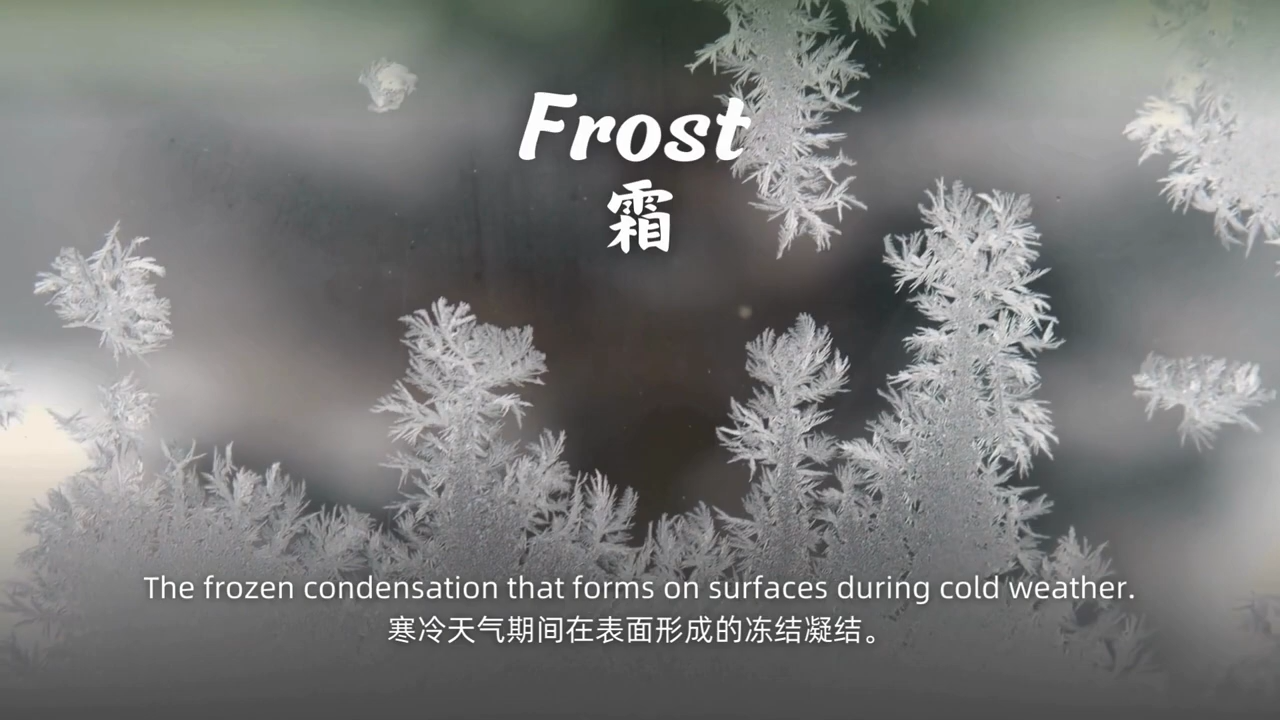 Frost
霜
The frozen condensation that forms on surfaces during cold weather.
寒冷天气期间在表面形成的冻结凝结。